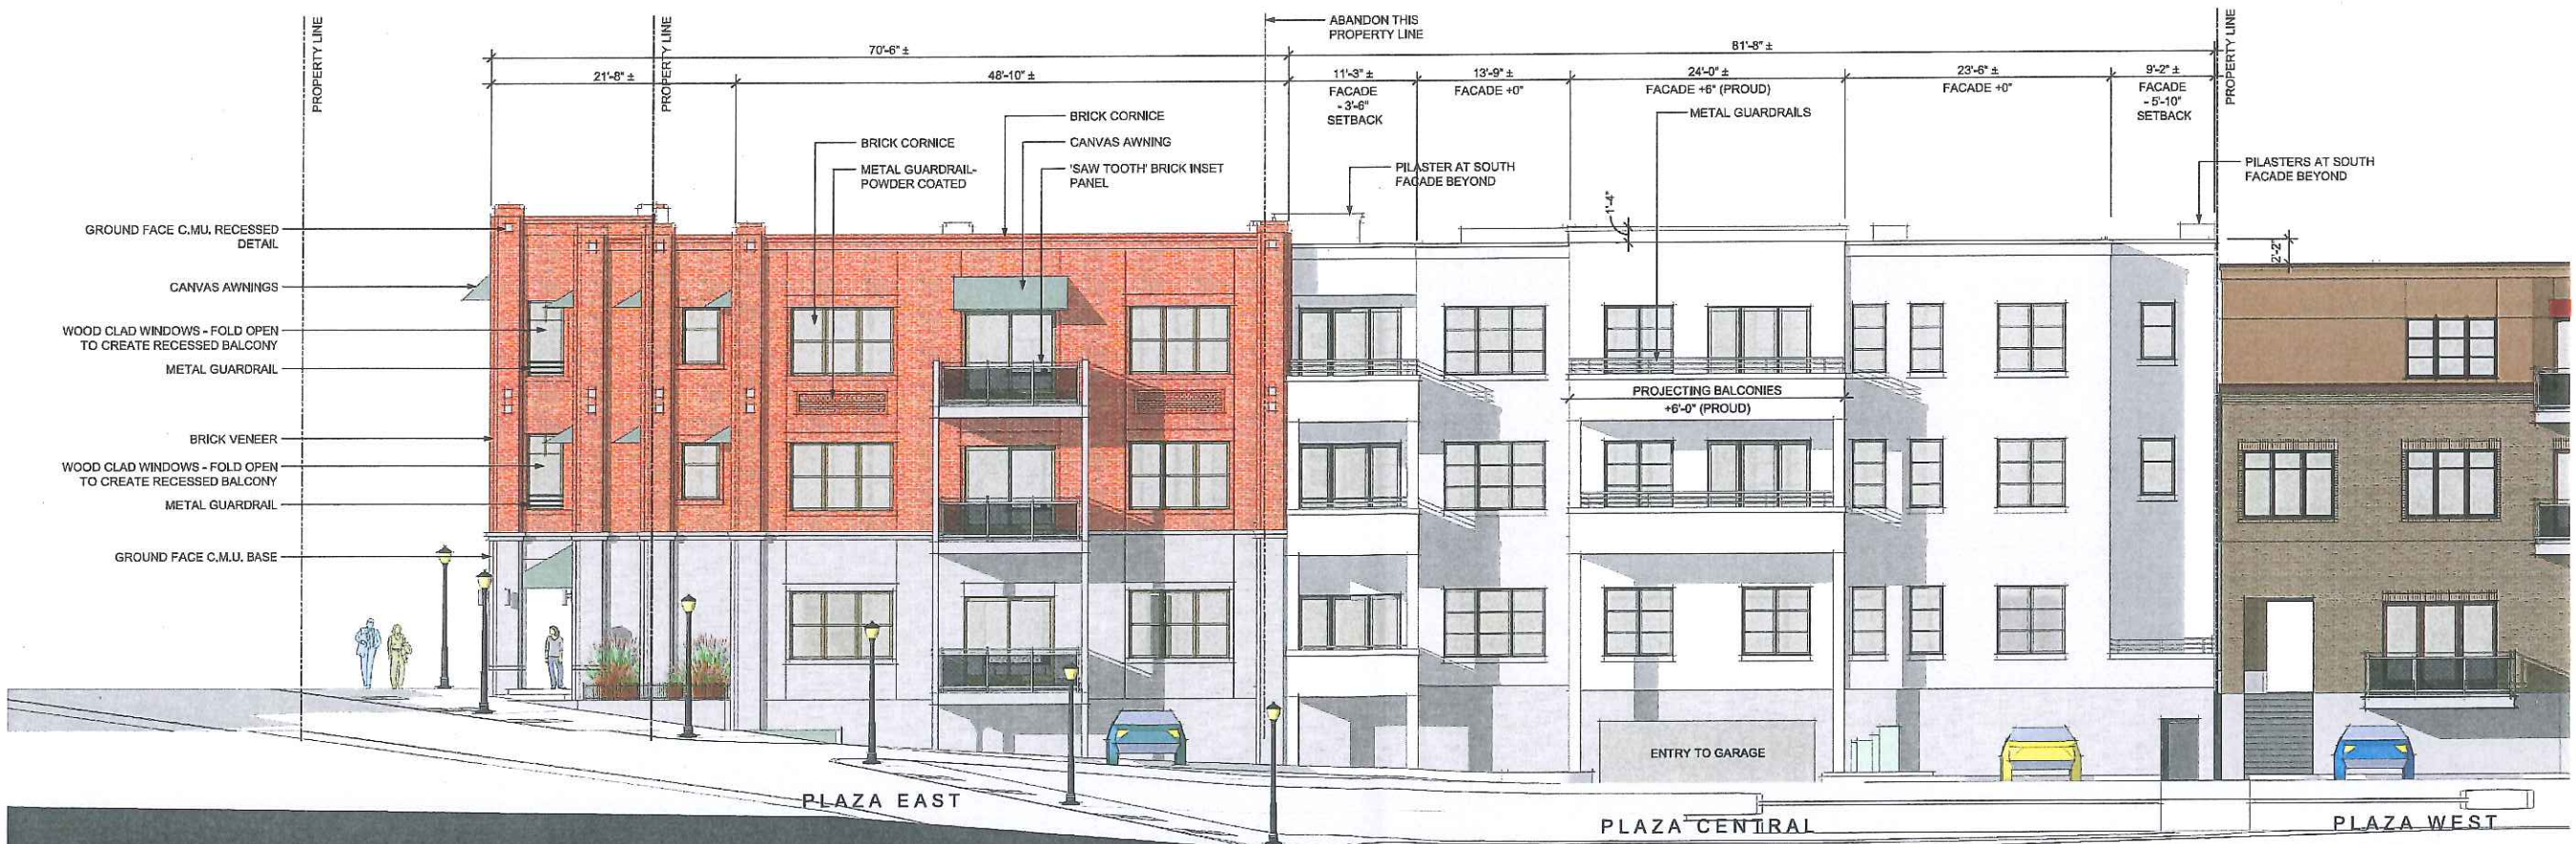 PROPERTY LINE
PROPERTY LINE
ABANDON THIS
PROPERTY LINE
PROPERTY LINE
70'-6" ±
81'-8" ±
21'-8" ±
48'-10" ±
11'-3" ±
FACADE
- 3'-6"
SETBACK
13'-9" ±
FACADE +0"
24'-0" ±
FACADE +6" (PROUD)
23'-6" ±
FACADE +0"
9'-2" ±
FACADE
- 5'-10"
SETBACK
BRICK CORNICE
METAL GUARDRAIL-
POWDER COATED
BRICK CORNICE
CANVAS AWNING
'SAW TOOTH' BRICK INSET
PANEL
METAL GUARDRAILS
PILASTER AT SOUTH
FACADE BEYOND
PILASTERS AT SOUTH
FACADE BEYOND
1'-4"
2'-2"
GROUND FACE C.MU. RECESSED
DETAIL
CANVAS AWNINGS
WOOD CLAD WINDOWS - FOLD OPEN
TO CREATE RECESSED BALCONY
METAL GUARDRAIL
BRICK VENEER
WOOD CLAD WINDOWS - FOLD OPEN
TO CREATE RECESSED BALCONY
METAL GUARDRAIL
GROUND FACE C.M.U. BASE
PROJECTING BALCONIES
+6'-0" (PROUD)
ENTRY TO GARAGE
PLAZA EAST
PLAZA CENTRAL
PLAZA WEST